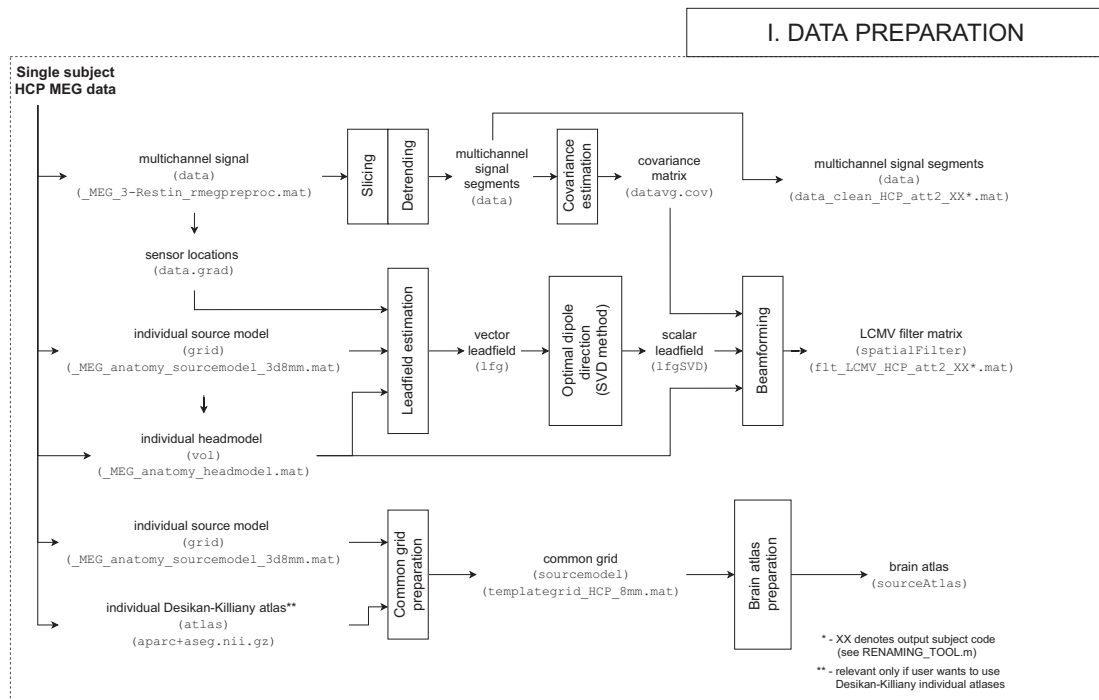 I. DATA PREPARATION
Single subject
HCP MEG data
multichannel signal
(data)
(_MEG_3-Restin_rmegpreproc.mat)
Slicing
Detrending
multichannel
signal
segments
(data)
Covariance
estimation
covariance
matrix
(datavg.cov)
multichannel signal segments
(data)
(data_clean_HCP_att2_XX*.mat)
sensor locations
(data.grad)
individual source model
(grid)
(_MEG_anatomy_sourcemodel_3d8mm.mat)
Leadfield estimation
vector
leadfield
(lfg)
Optimal dipole
direction
(SVD method)
scalar
leadfield
(lfgSVD)
Beamforming
LCMV filter matrix
(spatialFilter)
(flt_LCMV_HCP_att2_XX*.mat)
individual headmodel
(vol)
(_MEG_anatomy_headmodel.mat)
individual source model
(grid)
(_MEG_anatomy_sourcemodel_3d8mm.mat)
individual Desikan-Killiany atlas**
(atlas)
(aparc+aseg.nii.gz)
Common grid
preparation
common grid
(sourcemodel)
(templategrid_HCP_8mm.mat)
Brain atlas
preparation
brain atlas
(sourceAtlas)
* - XX denotes output subject code
(see RENAMING_TOOL.m)
** - relevant only if user wants to use
Desikan-Killiany individual atlases